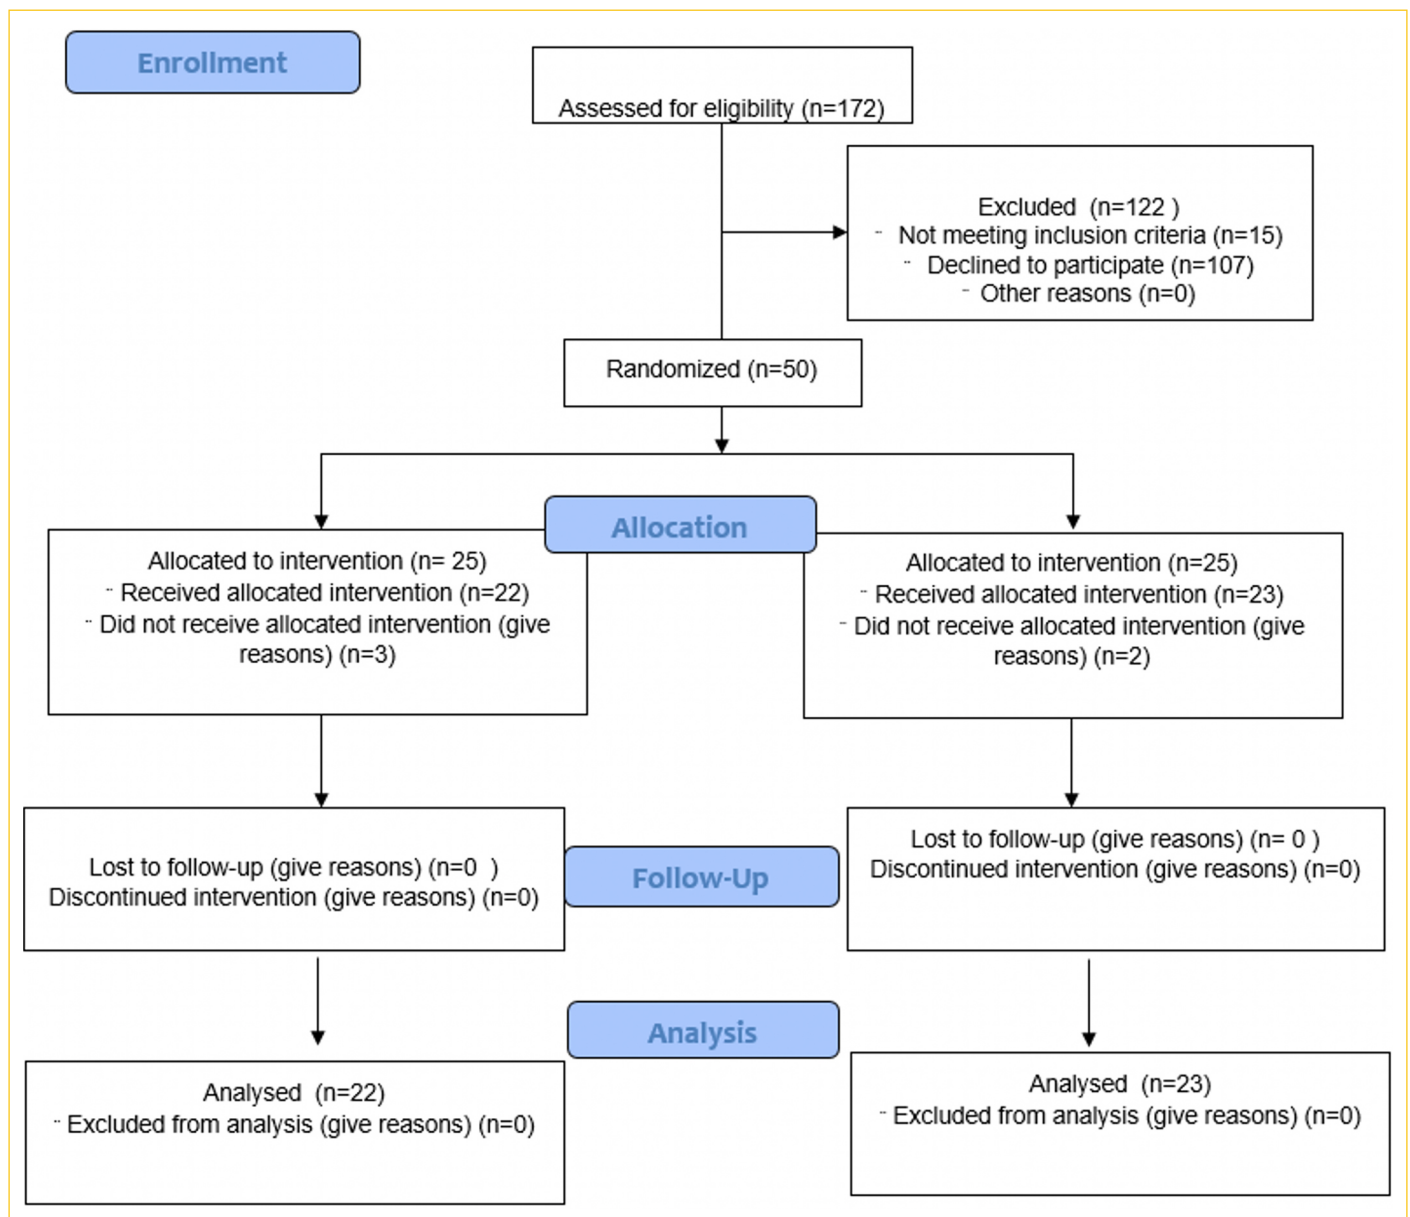 Enrollment
Assessed for eligibility (n=172)
Excluded (n=122 )
¨ Not meeting inclusion criteria (n=15)
¨ Declined to participate (n=107)
¨ Other reasons (n=0)
Randomized (n=50)
Allocation
Allocated to intervention (n= 25)
¨ Received allocated intervention (n=22)
¨ Did not receive allocated intervention (give
reasons) (n=3)
Allocated to intervention (n=25)
¨ Received allocated intervention (n=23)
¨ Did not receive allocated intervention (give
reasons) (n=2)
Follow-Up
Lost to follow-up (give reasons) (n=0 )
Discontinued intervention (give reasons) (n=0)
Lost to follow-up (give reasons) (n= 0 )
Discontinued intervention (give reasons) (n=0)
Analysis
Analysed (n=22)
¨ Excluded from analysis (give reasons) (n=0)
Analysed (n=23)
¨ Excluded from analysis (give reasons) (n=0)